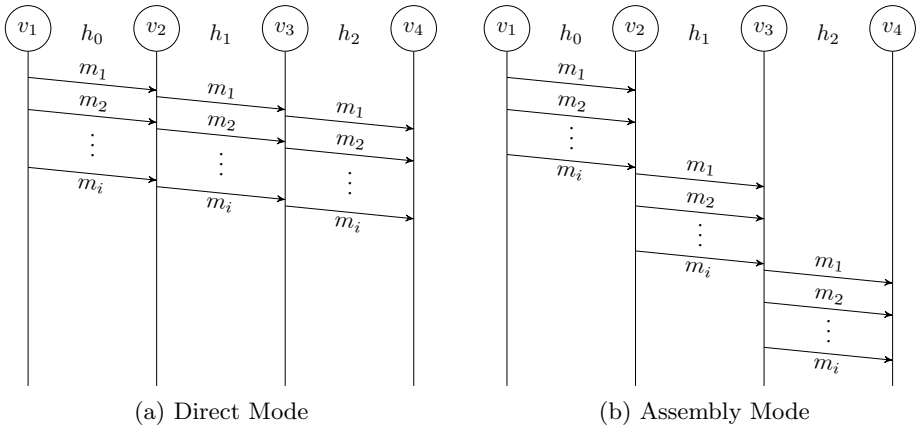 v₁ h₀ v₂ h₁ v₃ h₂ v₄
m₁
m₁
m₁
m₂
m₂
m₂
⋮
⋮
⋮
mᵢ
mᵢ
mᵢ
(a) Direct Mode
v₁ h₀ v₂ h₁ v₃ h₂ v₄
m₁
m₂
⋮
mᵢ
m₁
m₂
⋮
mᵢ
m₁
m₂
⋮
mᵢ
(b) Assembly Mode